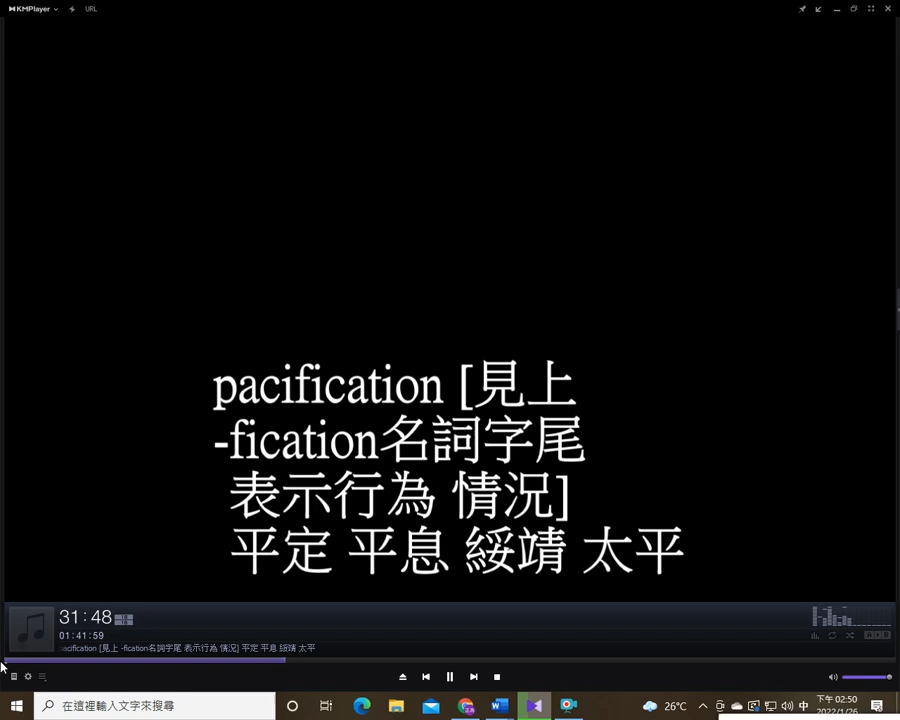 KMPlayer
URL
pacification [見上
-fication名詞字尾
表示行為 情況]
平定 平息 綏靖 太平
31:48
01:41:59
pacification [見上 -fication名詞字尾 表示行為 情況] 平定 平息 綏靖 太平
在這裡輸入文字來搜尋
26°C
中
下午 02:50
2022/1/26